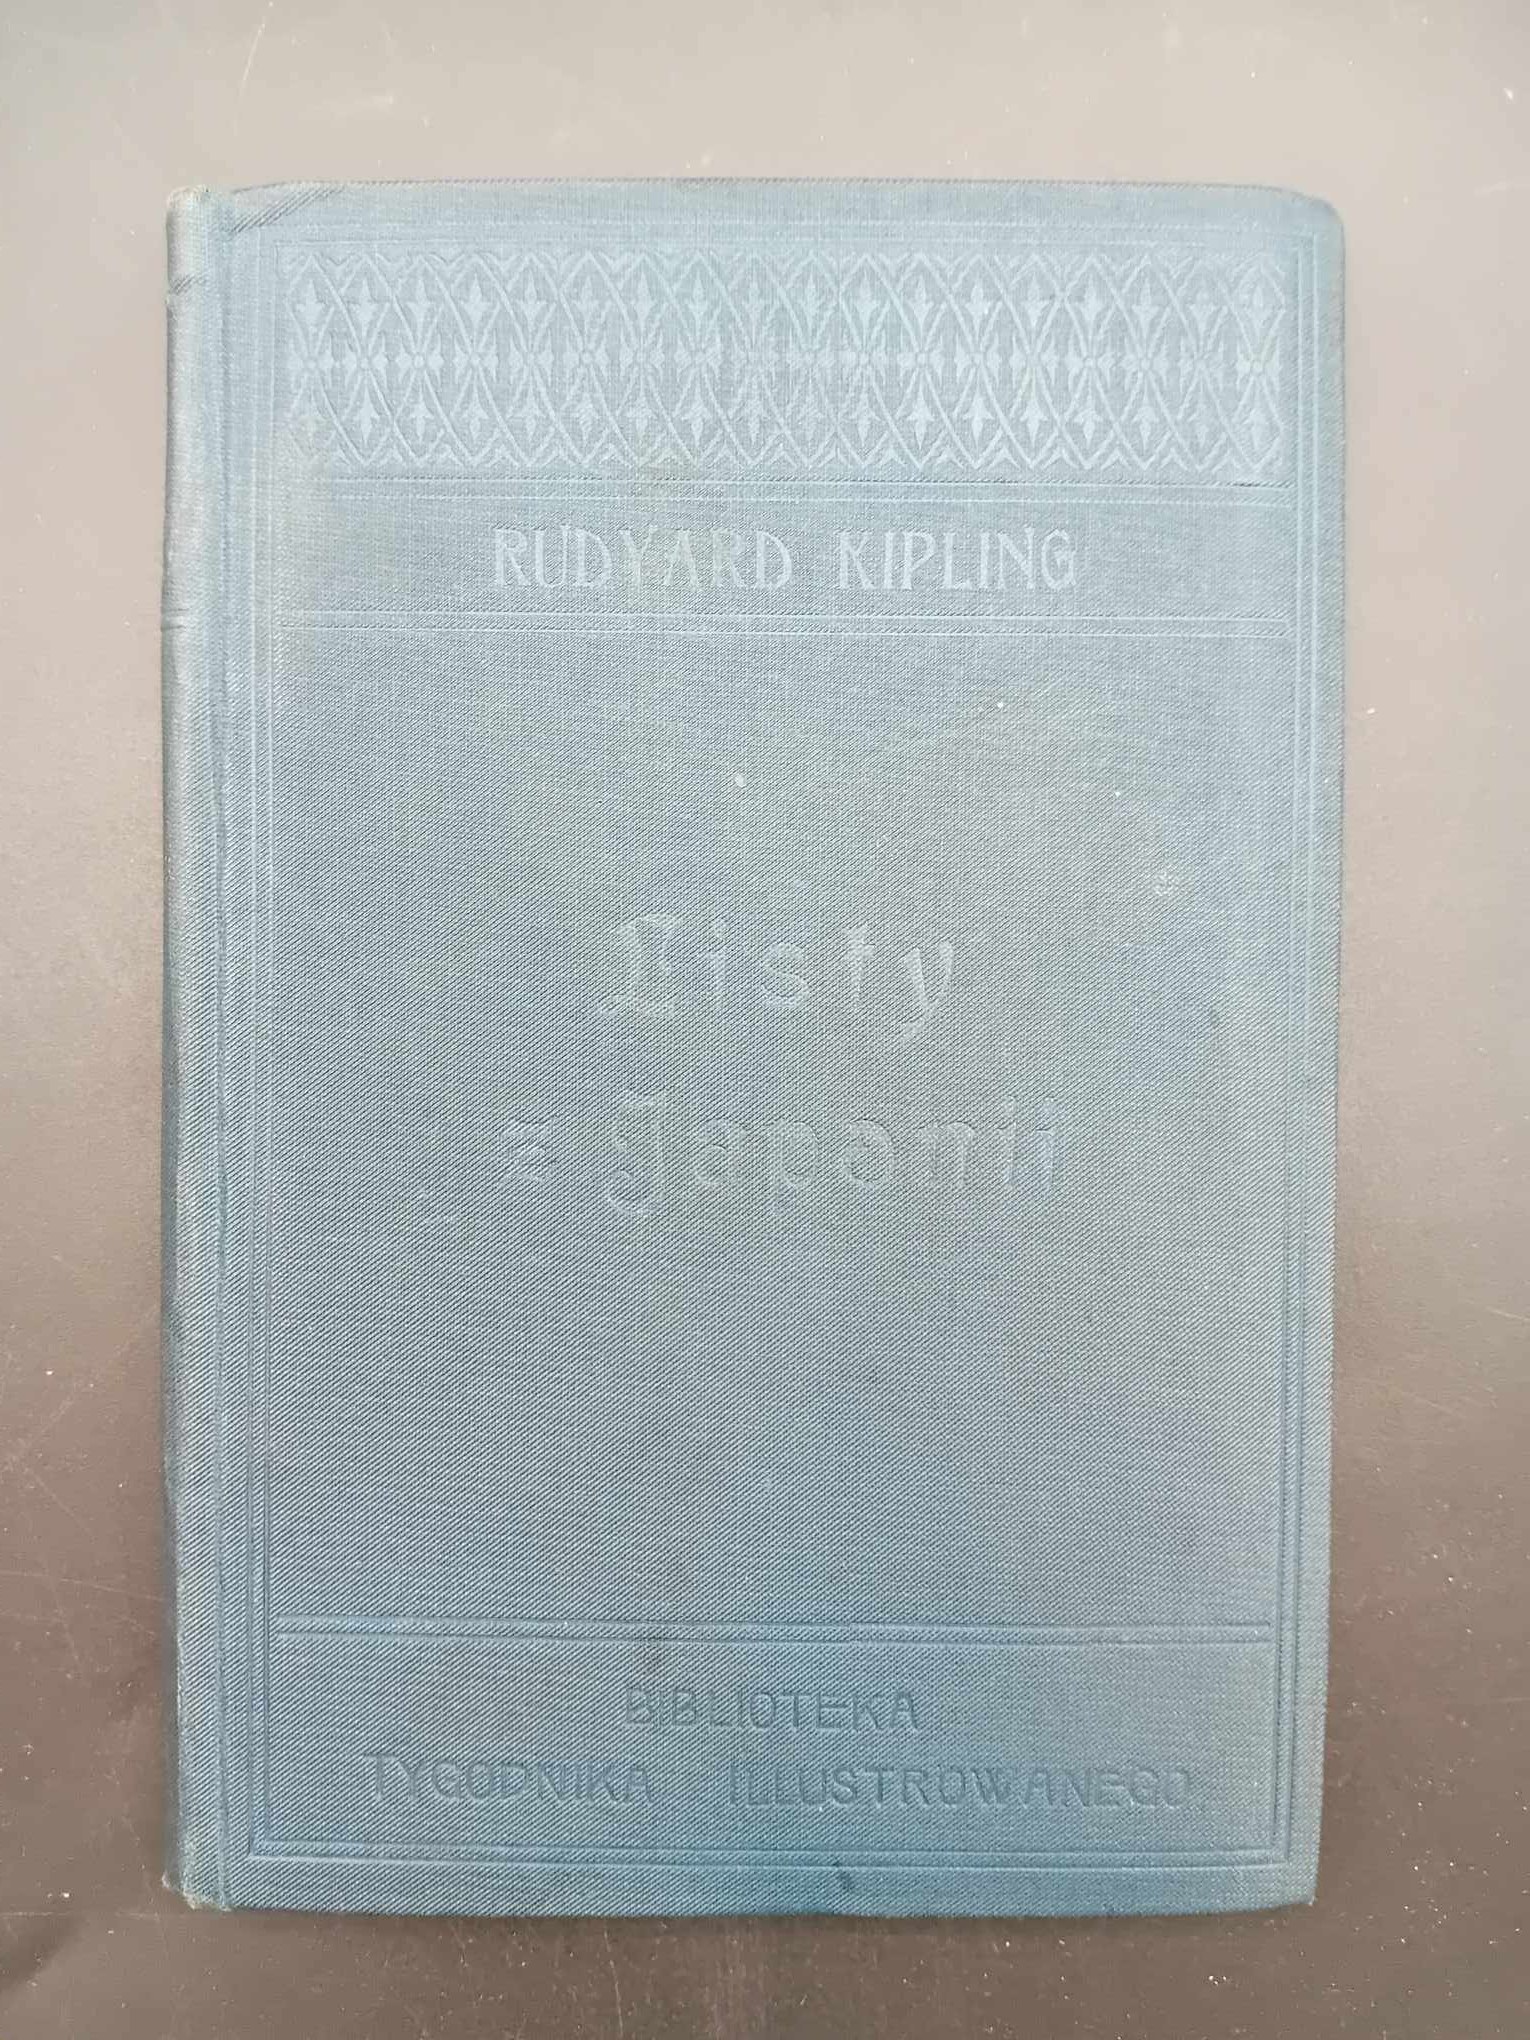 RUDYARD KIPLING
Listy
z Japonii
BIBLIOTEKA
TYGODNIKA ILLUSTROWANEGO